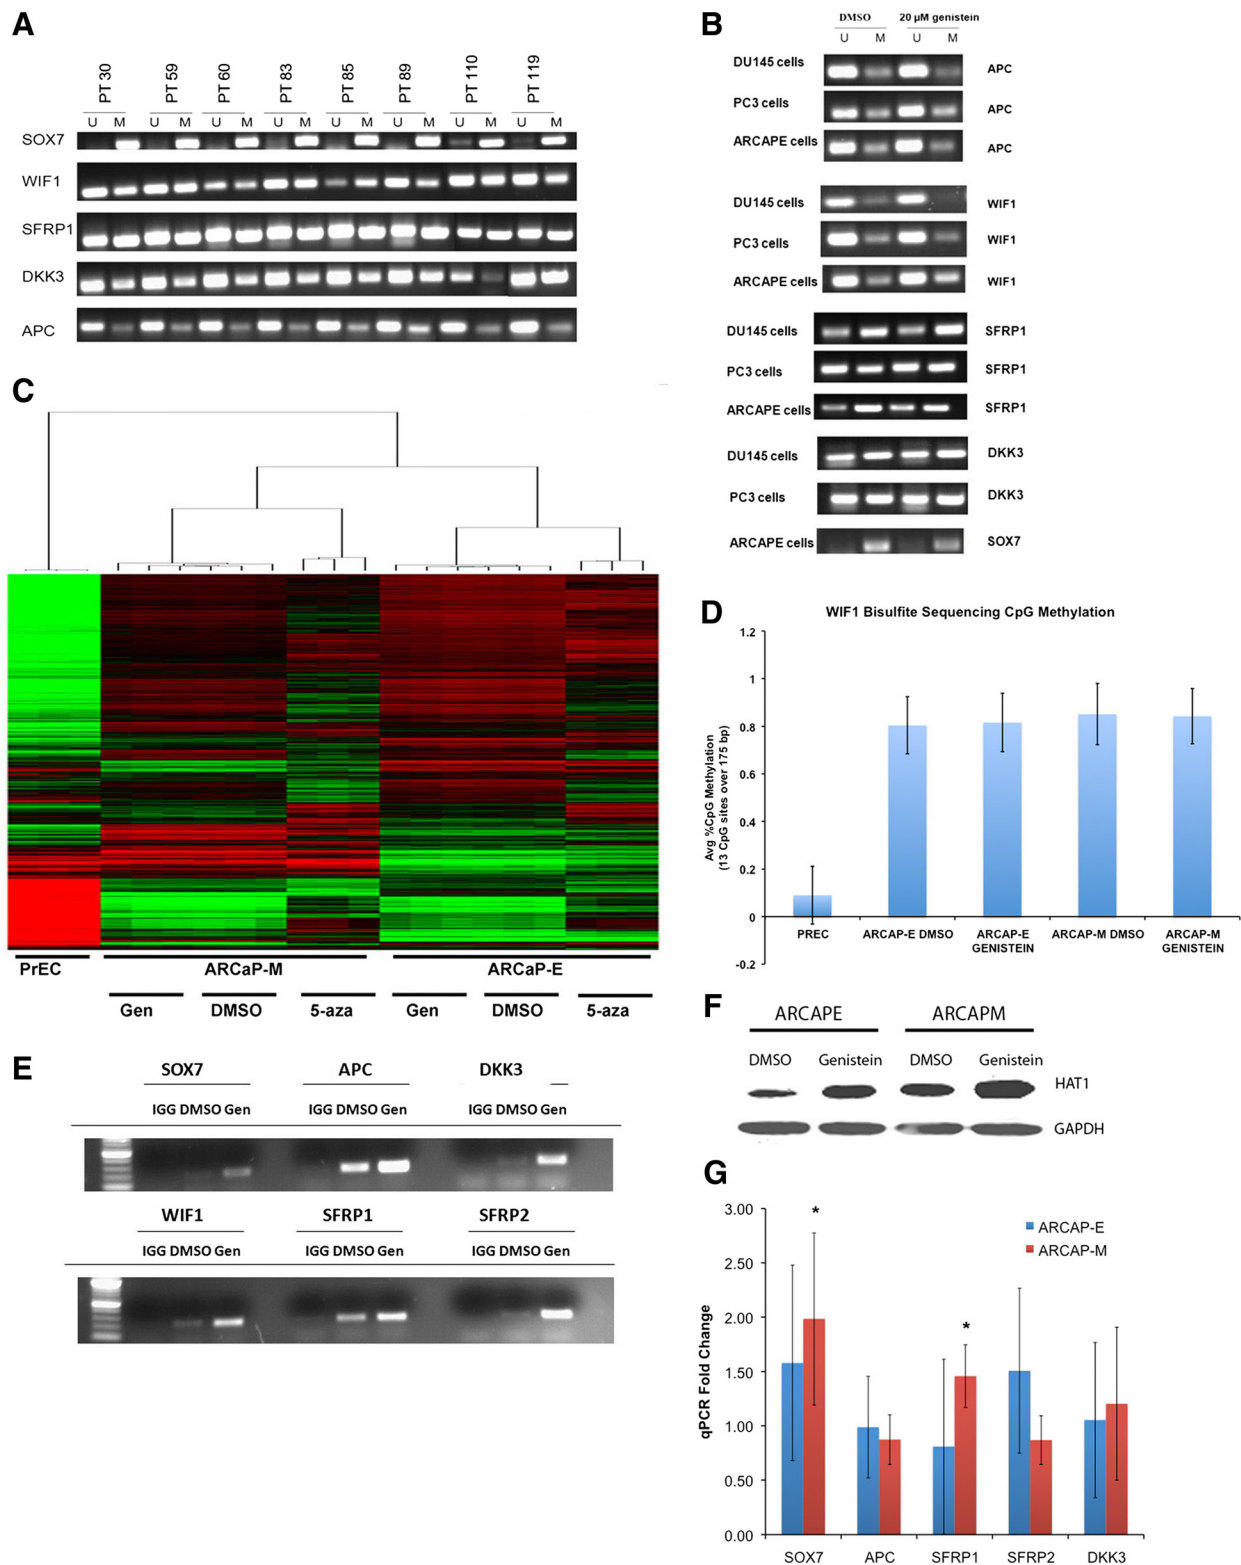 A
PT 30 PT 59 PT 60 PT 83 PT 85 PT 89 PT 110 PT 119
U M U M U M U M U M U M U M U M
SOX7
WIF1
SFRP1
DKK3
APC
B
DMSO 20 µM genistein
U M U M
DU145 cells APC
PC3 cells APC
ARCAPE cells APC
DU145 cells WIF1
PC3 cells WIF1
ARCAPE cells WIF1
DU145 cells SFRP1
PC3 cells SFRP1
ARCAPE cells SFRP1
DU145 cells DKK3
PC3 cells DKK3
ARCAPE cells SOX7
C
PrEC ARCaP-M ARCaP-E
Gen DMSO 5-aza Gen DMSO 5-aza
D
WIF1 Bisulfite Sequencing CpG Methylation
Avg %CpG Methylation
(13 CpG sites over 175 bp)
1.2
1
0.8
0.6
0.4
0.2
0
-0.2
PREC ARCAP-E DMSO ARCAP-E GENISTEIN ARCAP-M DMSO ARCAP-M GENISTEIN
E
SOX7 APC DKK3
IGG DMSO Gen IGG DMSO Gen IGG DMSO Gen
WIF1 SFRP1 SFRP2
IGG DMSO Gen IGG DMSO Gen IGG DMSO Gen
F
ARCAPE ARCAPM
DMSO Genistein DMSO Genistein
HAT1
GAPDH
G
qPCR Fold Change
3.00
2.50
2.00
1.50
1.00
0.50
0.00
* *
ARCAP-E
ARCAP-M
SOX7 APC SFRP1 SFRP2 DKK3